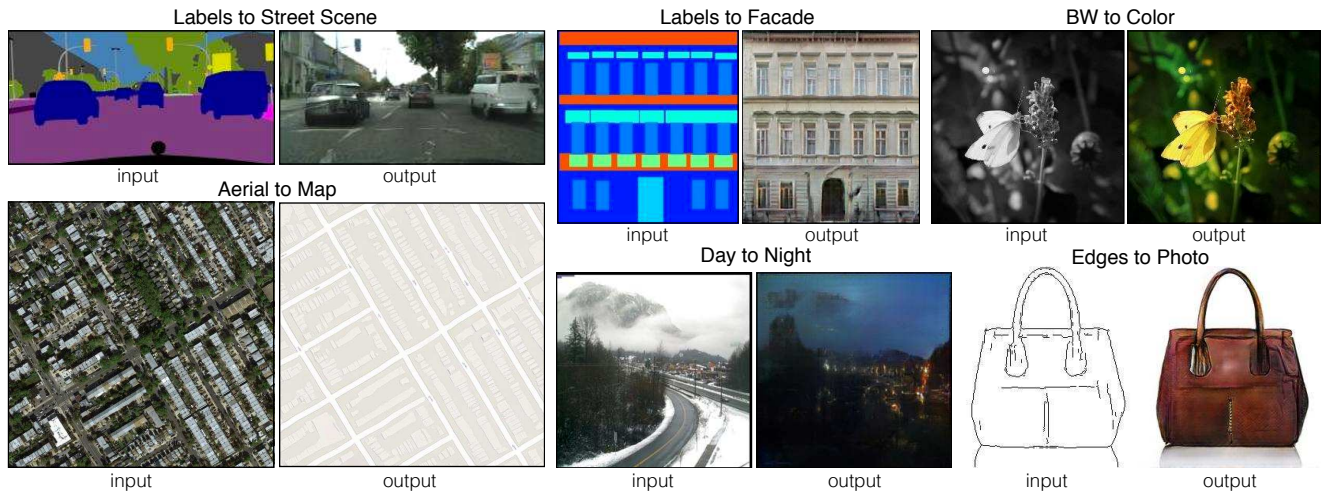 Labels to Street Scene
input
output
Aerial to Map
input
output
Labels to Facade
input
output
BW to Color
input
output
Day to Night
input
output
Edges to Photo
input
output